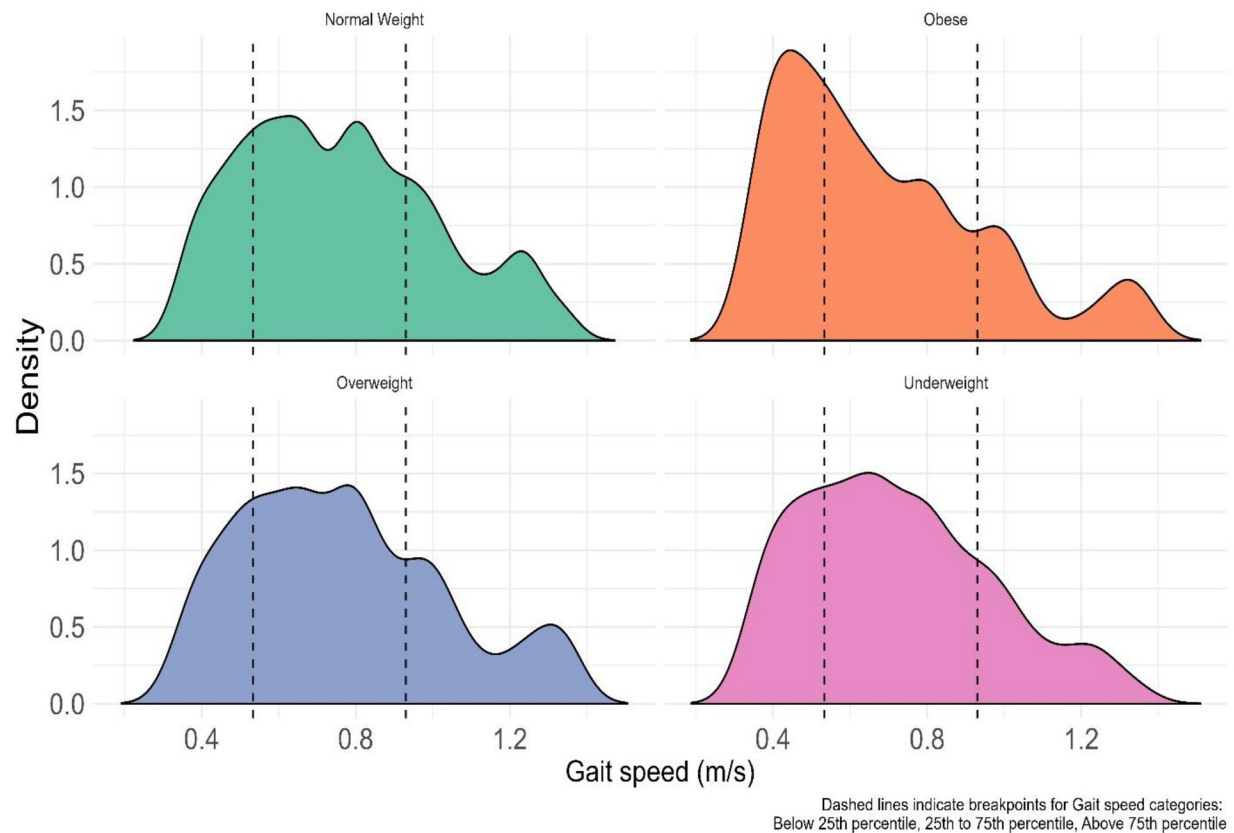 Normal Weight
Obese
1.5
1.0
0.5
0.0
Density
Overweight
Underweight
1.5
1.0
0.5
0.0
0.4 0.8 1.2
0.4 0.8 1.2
Gait speed (m/s)
Dashed lines indicate breakpoints for Gait speed categories:
Below 25th percentile, 25th to 75th percentile, Above 75th percentile